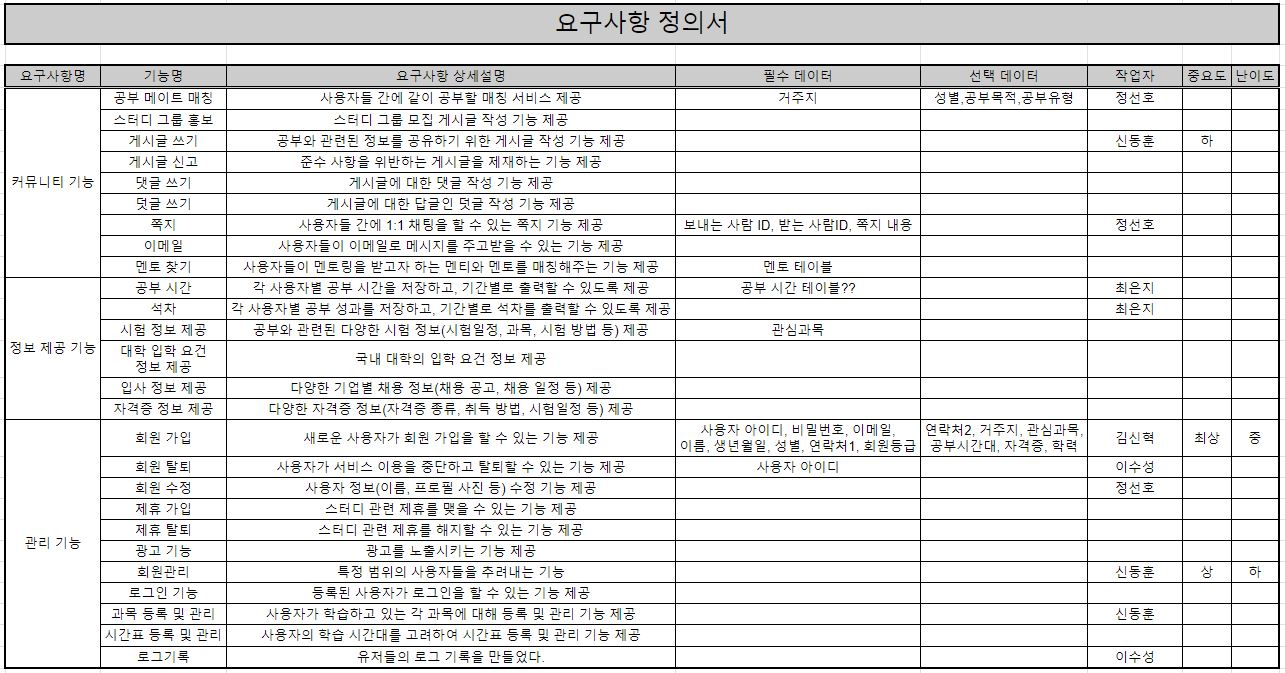 요구사항 정의서
요구사항명 기능명 요구사항 상세설명 필수 데이터 선택 데이터 작업자 중요도 난이도
커뮤니티 기능
공부 메이트 매칭 사용자들 간에 같이 공부할 매칭 서비스 제공 거주지 성별,공부목적,공부유형 정선호
스터디 그룹 홍보 스터디 그룹 모집 게시글 작성 기능 제공
게시글 쓰기 공부와 관련된 정보를 공유하기 위한 게시글 작성 기능 제공 신동훈 하
게시글 신고 준수 사항을 위반하는 게시글을 제재하는 기능 제공
댓글 쓰기 게시글에 대한 댓글 작성 기능 제공
덧글 쓰기 게시글에 대한 답글인 덧글 작성 기능 제공
쪽지 사용자들 간에 1:1 채팅을 할 수 있는 쪽지 기능 제공 보내는 사람 ID, 받는 사람ID, 쪽지 내용 정선호
이메일 사용자들이 이메일로 메시지를 주고받을 수 있는 기능 제공
멘토 찾기 사용자들이 멘토링을 받고자 하는 멘티와 멘토를 매칭해주는 기능 제공 멘토 테이블
정보 제공 기능
공부 시간 각 사용자별 공부 시간을 저장하고, 기간별로 출력할 수 있도록 제공 공부 시간 테이블?? 최은지
석차 각 사용자별 공부 성과를 저장하고, 기간별로 석차를 출력할 수 있도록 제공 최은지
시험 정보 제공 공부와 관련된 다양한 시험 정보(시험일정, 과목, 시험 방법 등) 제공 관심과목
대학 입학 요건
정보 제공 국내 대학의 입학 요건 정보 제공
입사 정보 제공 다양한 기업별 채용 정보(채용 공고, 채용 일정 등) 제공
자격증 정보 제공 다양한 자격증 정보(자격증 종류, 취득 방법, 시험일정 등) 제공
관리 기능
회원 가입 새로운 사용자가 회원 가입을 할 수 있는 기능 제공 사용자 아이디, 비밀번호, 이메일,
이름, 생년월일, 성별, 연락처1, 회원등급 연락처2, 거주지, 관심과목,
공부시간대, 자격증, 학력 김신혁 최상 중
회원 탈퇴 사용자가 서비스 이용을 중단하고 탈퇴할 수 있는 기능 제공 사용자 아이디 이수성
회원 수정 사용자 정보(이름, 프로필 사진 등) 수정 기능 제공 정선호
제휴 가입 스터디 관련 제휴를 맺을 수 있는 기능 제공
제휴 탈퇴 스터디 관련 제휴를 해지할 수 있는 기능 제공
광고 기능 광고를 노출시키는 기능 제공
회원관리 특정 범위의 사용자들을 추려내는 기능 신동훈 상 하
로그인 기능 등록된 사용자가 로그인을 할 수 있는 기능 제공
과목 등록 및 관리 사용자가 학습하고 있는 각 과목에 대해 등록 및 관리 기능 제공 신동훈
시간표 등록 및 관리 사용자의 학습 시간대를 고려하여 시간표 등록 및 관리 기능 제공
로그기록 유저들의 로그 기록을 만들었다. 이수성